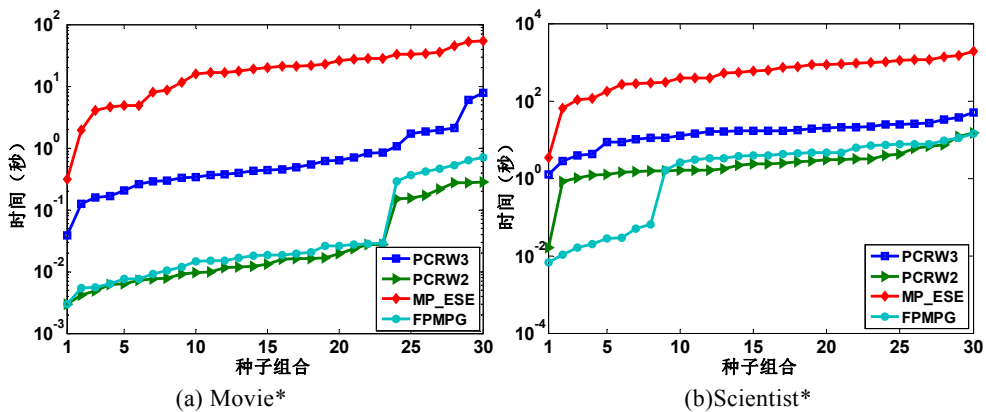 10^2
10^1
10^0
10^-1
10^-2
10^-3
时间（秒）
1 5 10 15 20 25 30
种子组合
PCRW3
PCRW2
MP_ESE
FPMPG
(a) Movie*
10^4
10^2
10^0
10^-2
10^-4
时间（秒）
1 5 10 15 20 25 30
种子组合
PCRW3
PCRW2
MP_ESE
FPMPG
(b)Scientist*